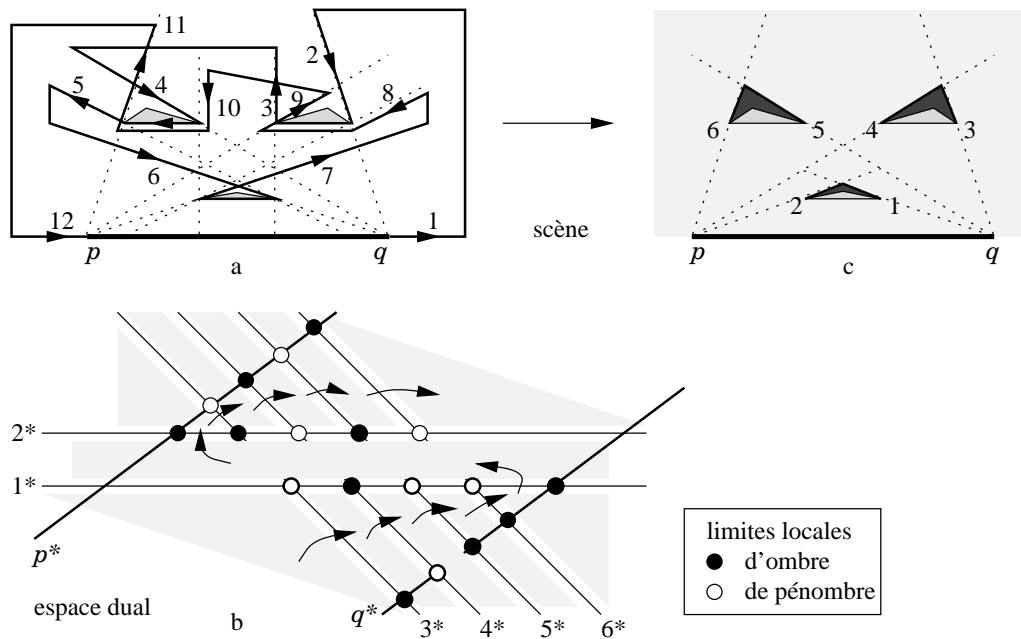 11
5 4 10 3 9 2 8
6 7
12 1
p q
a
scène
6 5 4 3
2 1
p q
c
2*
1*
p*
espace dual
b
q*
3* 4* 5* 6*
limites locales
d'ombre
de pénombre